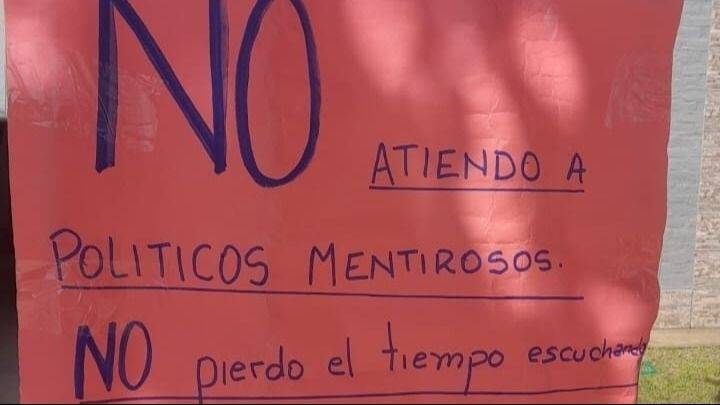 NO ATIENDO A
POLITICOS MENTIROSOS.
NO pierdo el tiempo escuchando